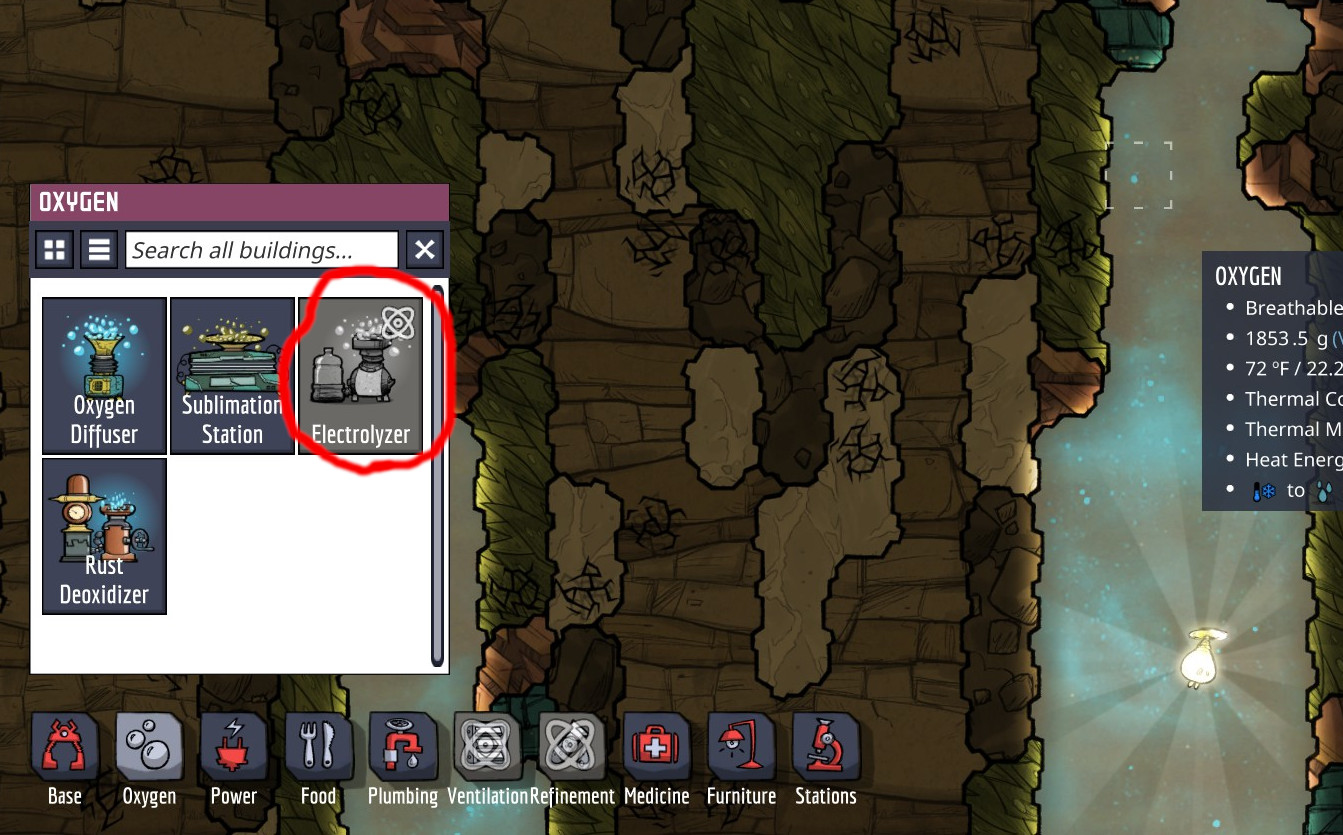 OXYGEN
Search all buildings...
Oxygen
Diffuser
Sublimation
Station
Electrolyzer
Rust
Deoxidizer
OXYGEN
Breathable
1853.5 g (V
72 °F / 22.2
Thermal Co
Thermal M
Heat Energ
to
Base Oxygen Power Food Plumbing Ventilation Refinement Medicine Furniture Stations